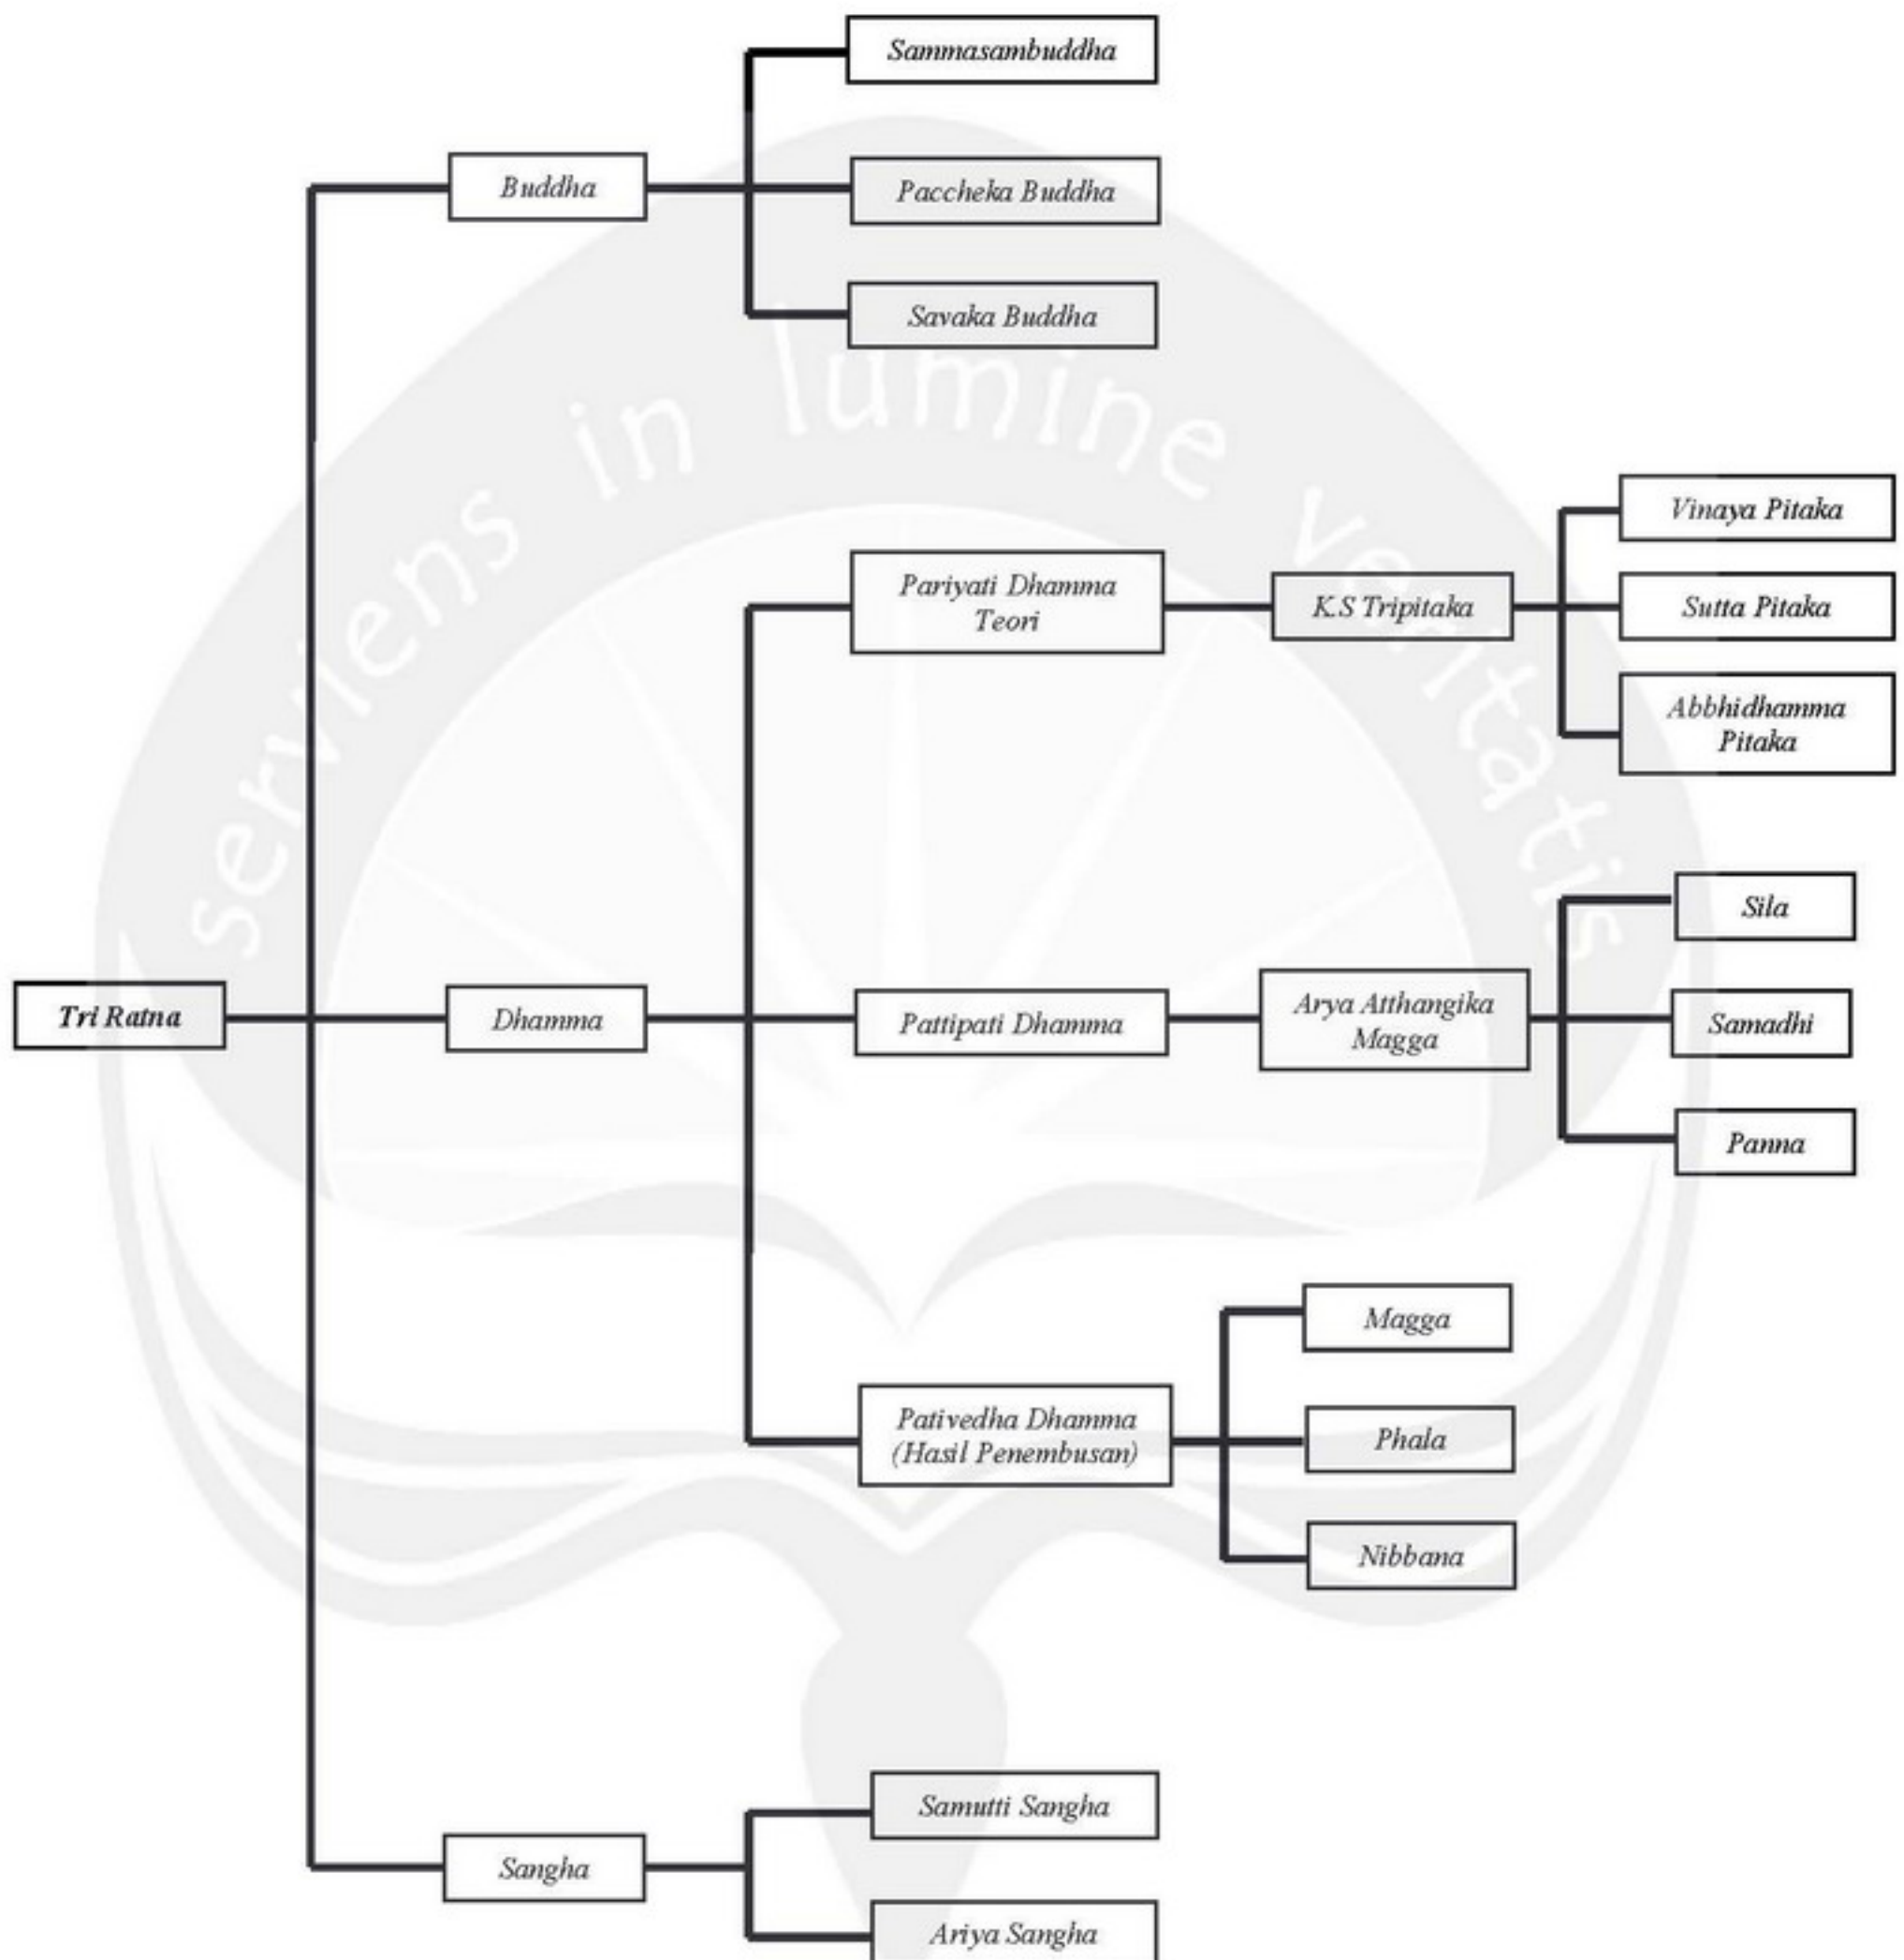 Sammasambuddha
Buddha
Paccheka Buddha
Savaka Buddha
serviens in lumine veritatis
Vinaya Pitaka
Pariyati Dhamma
Teori
K.S Tripitaka
Sutta Pitaka
Abbhidhamma
Pitaka
Sila
Tri Ratna
Dhamma
Pattipati Dhamma
Arya Atthangika
Magga
Samadhi
Panna
Magga
Pativedha Dhamma
(Hasil Penembusan)
Phala
Nibbana
Samutti Sangha
Sangha
Ariya Sangha